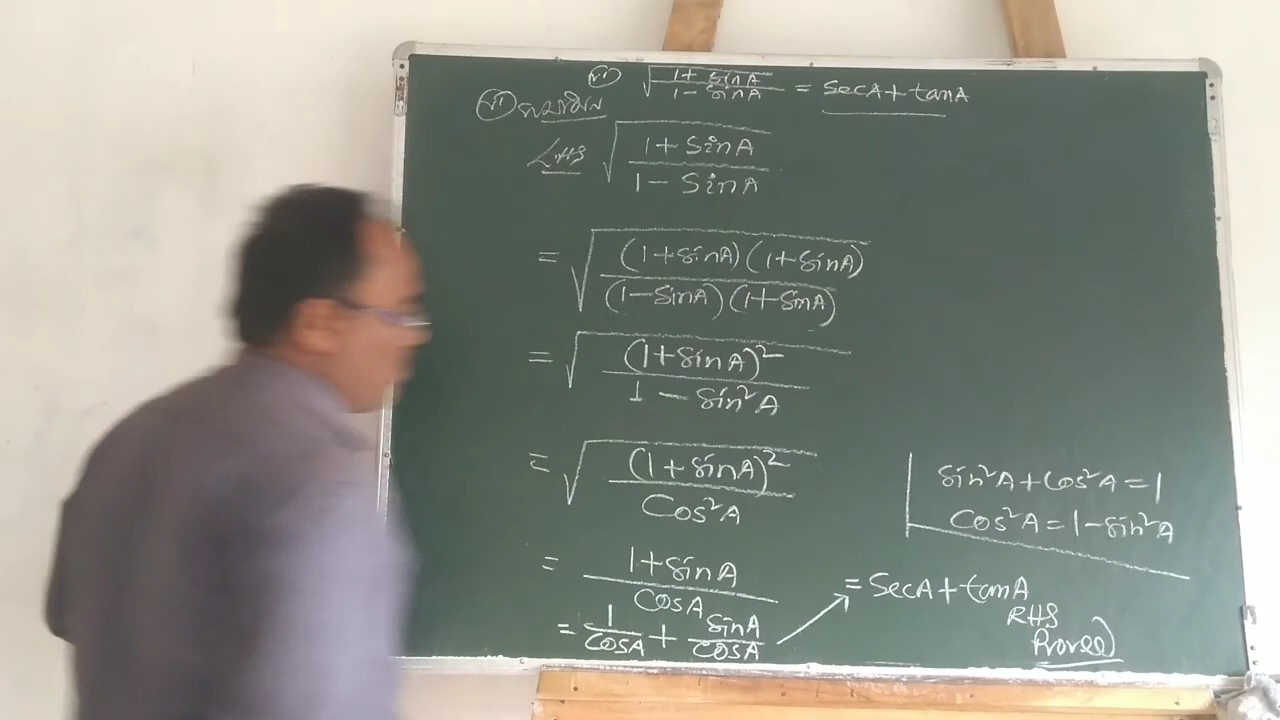 (vi) √(1+sinA / 1-sinA) = secA+tanA
LHS √(1+sinA / 1-sinA)
= √((1+sinA)(1+sinA) / (1-sinA)(1+sinA))
= √((1+sinA)² / 1-sin²A)
= √((1+sinA)² / cos²A)
sin²A+cos²A=1
cos²A=1-sin²A
= 1+sinA / cosA
= 1/cosA + sinA/cosA
= secA+tanA
RHS
Proved